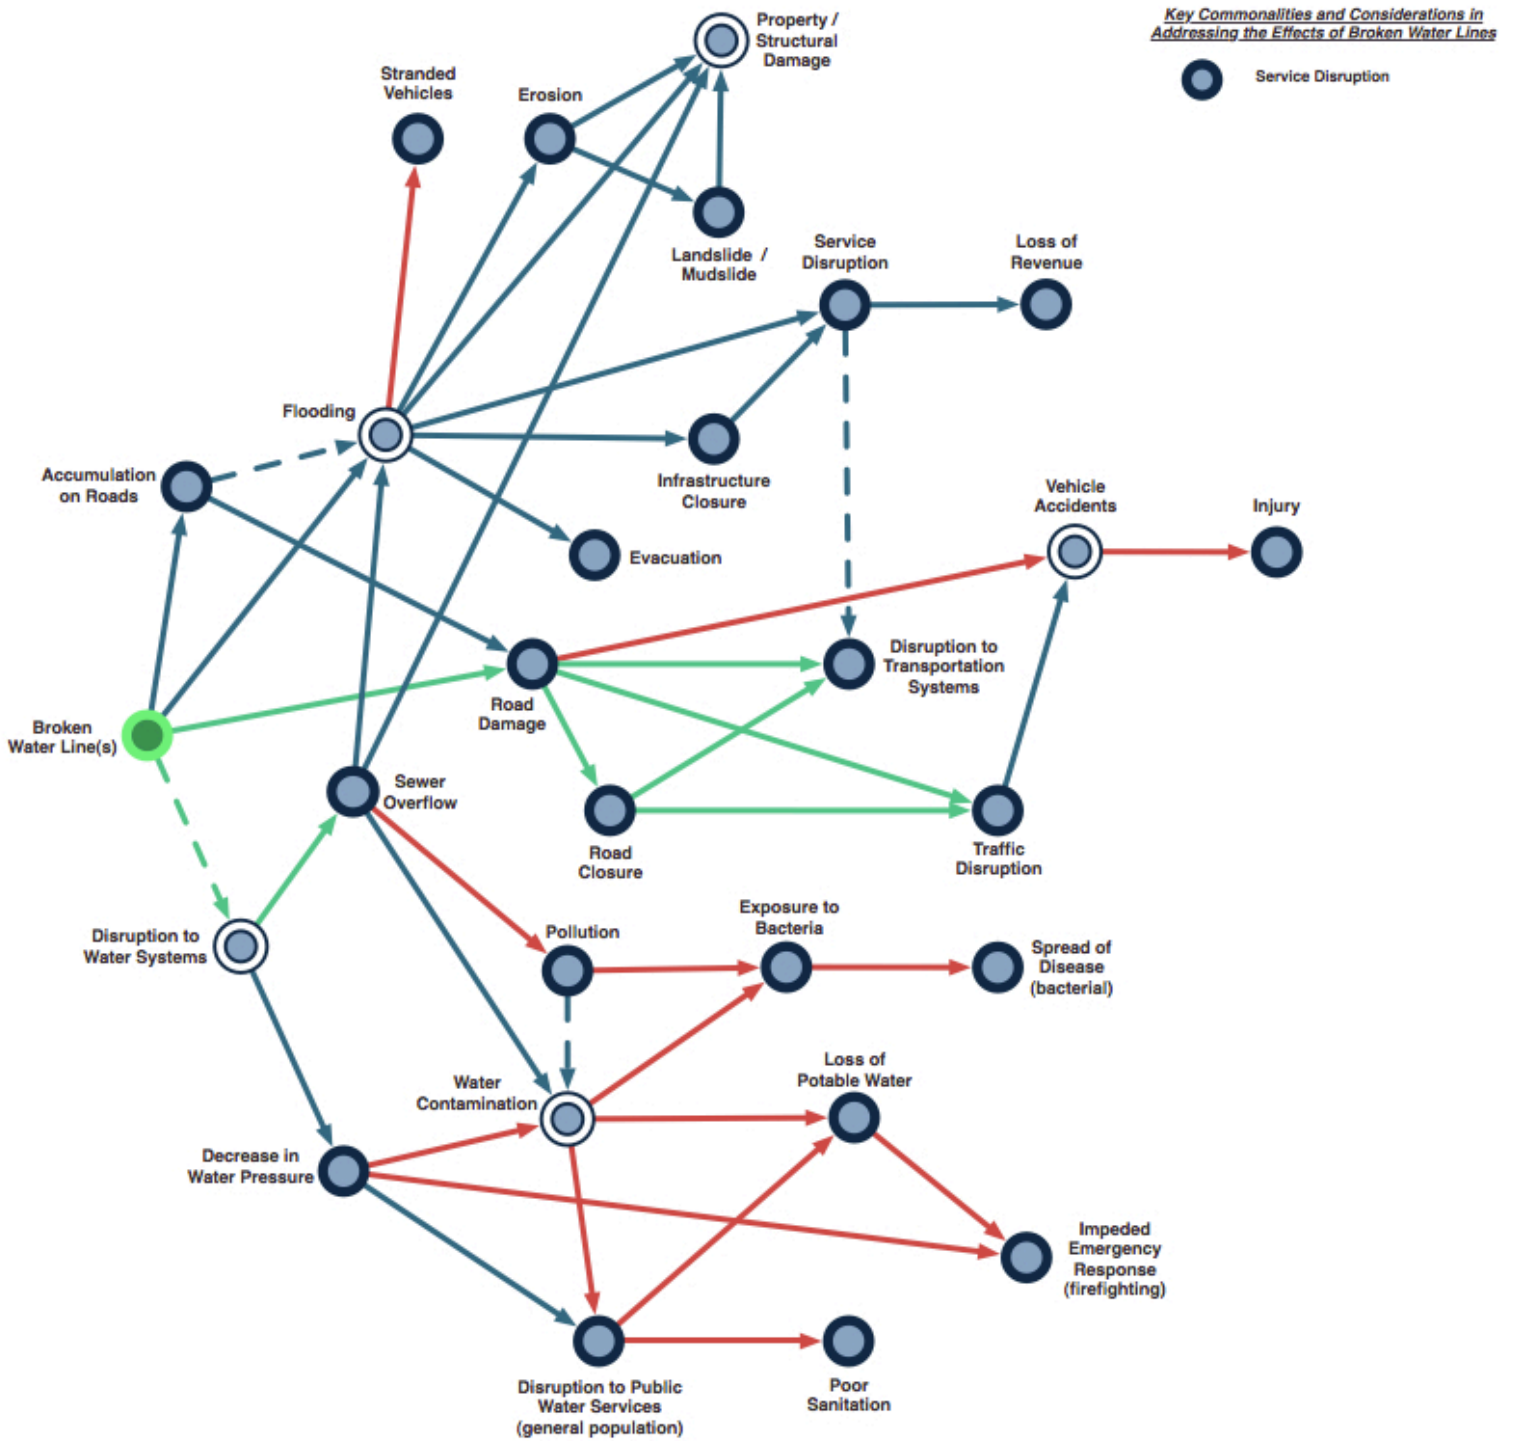 Key Commonalities and Considerations in
Addressing the Effects of Broken Water Lines
Service Disruption
Property /
Structural
Damage
Stranded
Vehicles
Erosion
Landslide /
Mudslide
Service
Disruption
Loss of
Revenue
Flooding
Accumulation
on Roads
Infrastructure
Closure
Evacuation
Vehicle
Accidents
Injury
Disruption to
Transportation
Systems
Road
Damage
Broken
Water Line(s)
Sewer
Overflow
Road
Closure
Traffic
Disruption
Disruption to
Water Systems
Pollution
Exposure to
Bacteria
Spread of
Disease
(bacterial)
Water
Contamination
Loss of
Potable Water
Decrease in
Water Pressure
Impeded
Emergency
Response
(firefighting)
Disruption to Public
Water Services
(general population)
Poor
Sanitation